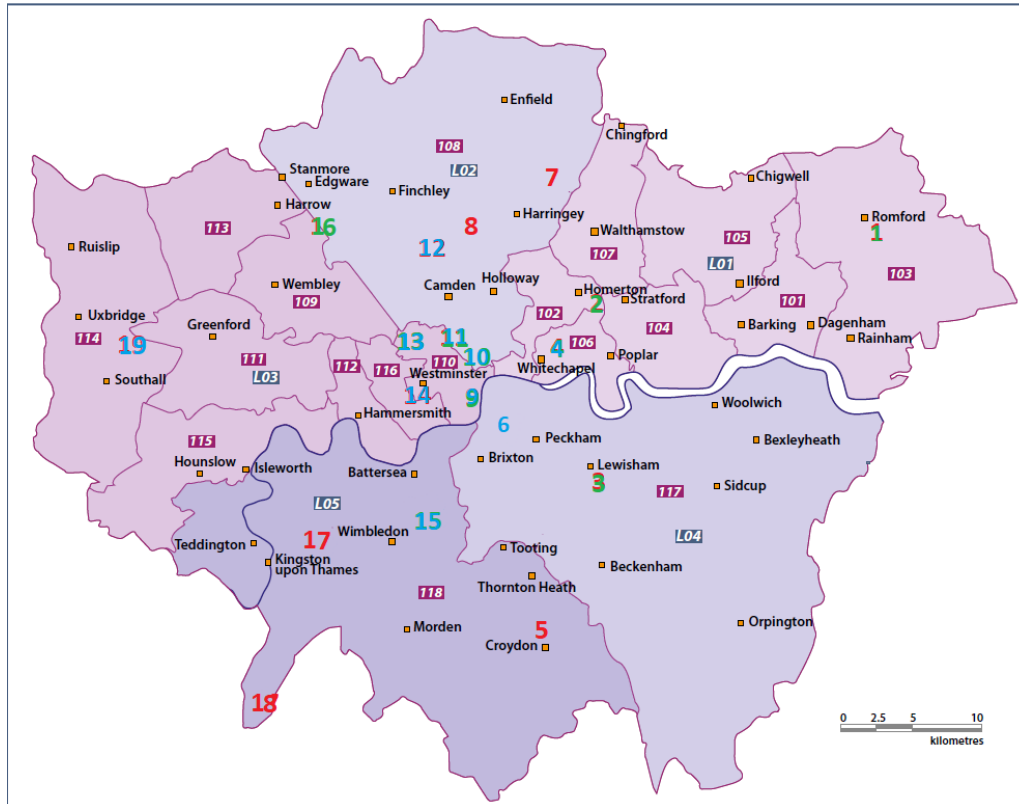 Enfield
Chingford
108
L02
7
Stanmore
Edgware
Finchley
Chigwell
Harrow
Harringey
Romford
16
8
1
113
Walthamstow
105
Ruislip
12
107
L01
103
Holloway
Wembley
Camden
Homerton
Ilford
109
2
Stratford
101
Uxbridge
102
Greenford
104
Barking
Dagenham
114
19
13
11
4
106
Rainham
111
112
116
110
10
Whitechapel
Poplar
L03
Westminster
Southall
14
9
Woolwich
Hammersmith
6
115
Peckham
Bexleyheath
Hounslow
Isleworth
Battersea
Brixton
Lewisham
3
Sidcup
117
L05
15
17
Wimbledon
L04
Teddington
Tooting
Kingston
upon Thames
Beckenham
Thornton Heath
118
Morden
5
Orpington
Croydon
18
0 2.5 5 10
kilometres